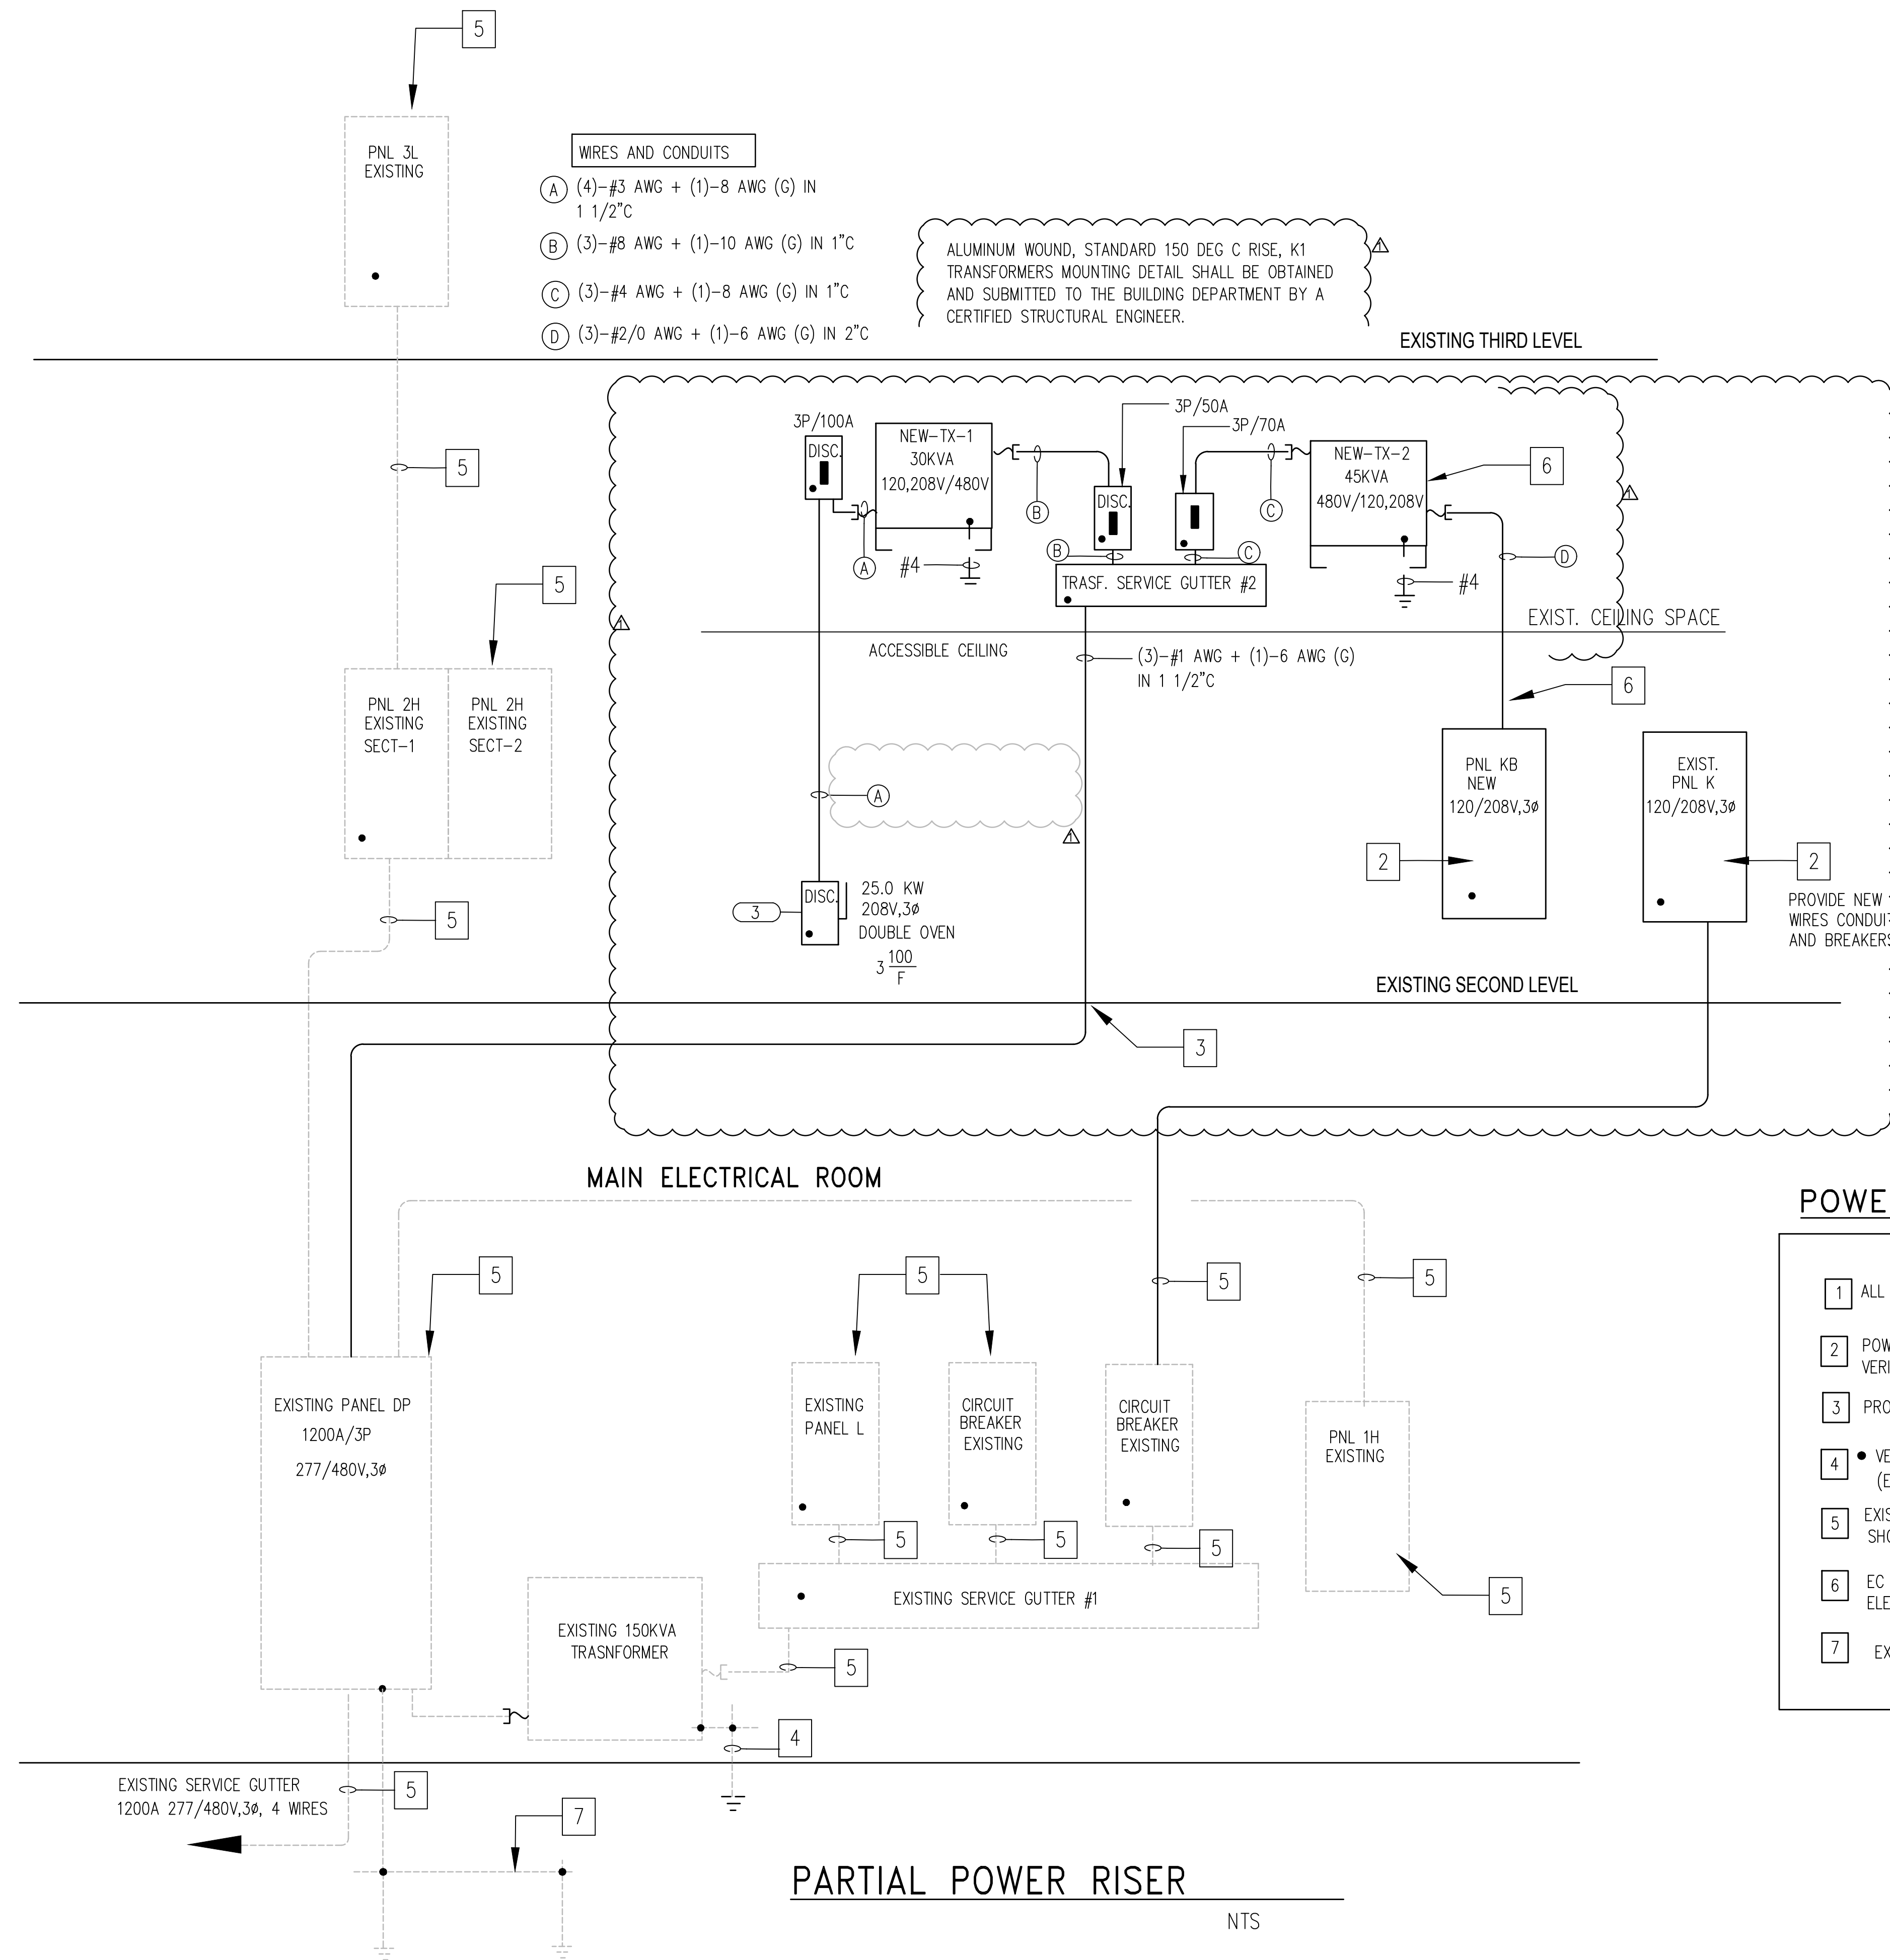 5
PNL 3L
EXISTING
WIRES AND CONDUITS
A (4)-#3 AWG + (1)-8 AWG (G) IN
1 1/2"C
B (3)-#8 AWG + (1)-10 AWG (G) IN 1"C
C (3)-#4 AWG + (1)-8 AWG (G) IN 1"C
D (3)-#2/0 AWG + (1)-6 AWG (G) IN 2"C
ALUMINUM WOUND, STANDARD 150 DEG C RISE, K1
TRANSFORMERS MOUNTING DETAIL SHALL BE OBTAINED
AND SUBMITTED TO THE BUILDING DEPARTMENT BY A
CERTIFIED STRUCTURAL ENGINEER.
1
EXISTING THIRD LEVEL
3P/100A
DISC.
NEW-TX-1
30KVA
120,208V/480V
3P/50A
3P/70A
DISC.
NEW-TX-2
45KVA
480V/120,208V
6
1
5
B
C
A
#4
B
C
D
#4
TRASF. SERVICE GUTTER #2
5
1
EXIST. CEILING SPACE
ACCESSIBLE CEILING
(3)-#1 AWG + (1)-6 AWG (G)
IN 1 1/2"C
6
PNL 2H
EXISTING
SECT-1
PNL 2H
EXISTING
SECT-2
A
1
PNL KB
NEW
120/208V,3ø
EXIST.
PNL K
120/208V,3ø
2
2
5
3
DISC.
25.0 KW
208V,3ø
DOUBLE OVEN
3 100
F
PROVIDE NEW
WIRES CONDUIT
AND BREAKERS
EXISTING SECOND LEVEL
3
MAIN ELECTRICAL ROOM
POWE
5
5
5
5
EXISTING PANEL DP
1200A/3P
277/480V,3ø
EXISTING
PANEL L
CIRCUIT
BREAKER
EXISTING
CIRCUIT
BREAKER
EXISTING
PNL 1H
EXISTING
5
5
5
5
EXISTING SERVICE GUTTER #1
EXISTING 150KVA
TRASNFORMER
5
4
1 ALL
2 POW
VERI
3 PRO
4 VE
(E
5 EXIS
SHO
6 EC
ELE
7 EX
EXISTING SERVICE GUTTER
1200A 277/480V,3ø, 4 WIRES
5
7
PARTIAL POWER RISER
NTS